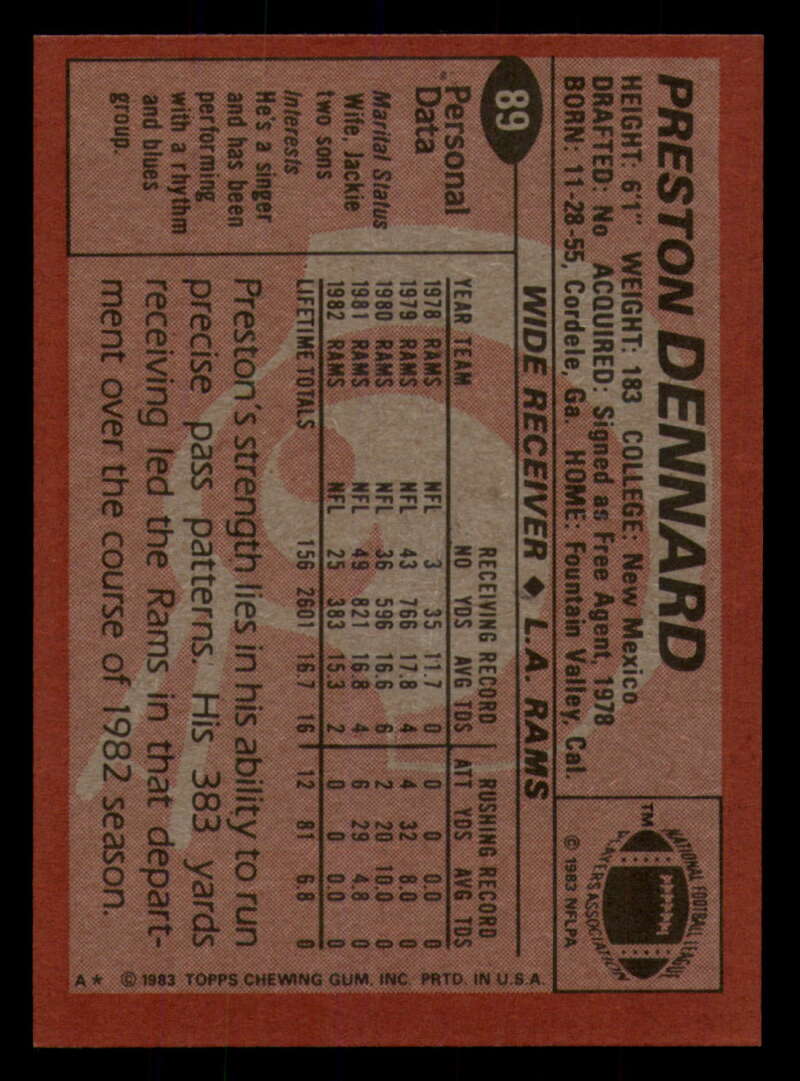 PRESTON DENNARD
HEIGHT: 6'1" WEIGHT: 183 COLLEGE: New Mexico
DRAFTED: No ACQUIRED: Signed as Free Agent, 1978
BORN: 11-28-55, Cordele, Ga. HOME: Fountain Valley, Cal.
TM
NATIONAL FOOTBALL LEAGUE
PLAYERS ASSOCIATION
© 1983 NFLPA
89
WIDE RECEIVER ♦ L.A. RAMS
Personal
Data
Marital Status
Wife, Jackie
two sons
Interests
He's a singer
and has been
performing
with a rhythm
and blues
group.
RECEIVING RECORD RUSHING RECORD
YEAR TEAM NO YDS AVG TDS ATT YDS AVG TDS
1978 RAMS NFL 3 35 11.7 0 0 0 0.0 0
1979 RAMS NFL 43 766 17.8 4 4 32 8.0 0
1980 RAMS NFL 36 596 16.6 6 2 20 10.0 0
1981 RAMS NFL 49 821 16.8 4 6 29 4.8 0
1982 RAMS NFL 25 383 15.3 2 0 0 0.0 0
LIFETIME TOTALS 156 2601 16.7 16 12 81 6.8 0
Preston's strength lies in his ability to run
precise pass patterns. His 383 yards
receiving led the Rams in that depart-
ment over the course of 1982 season.
A* © 1983 TOPPS CHEWING GUM, INC. PRTD. IN U.S.A.